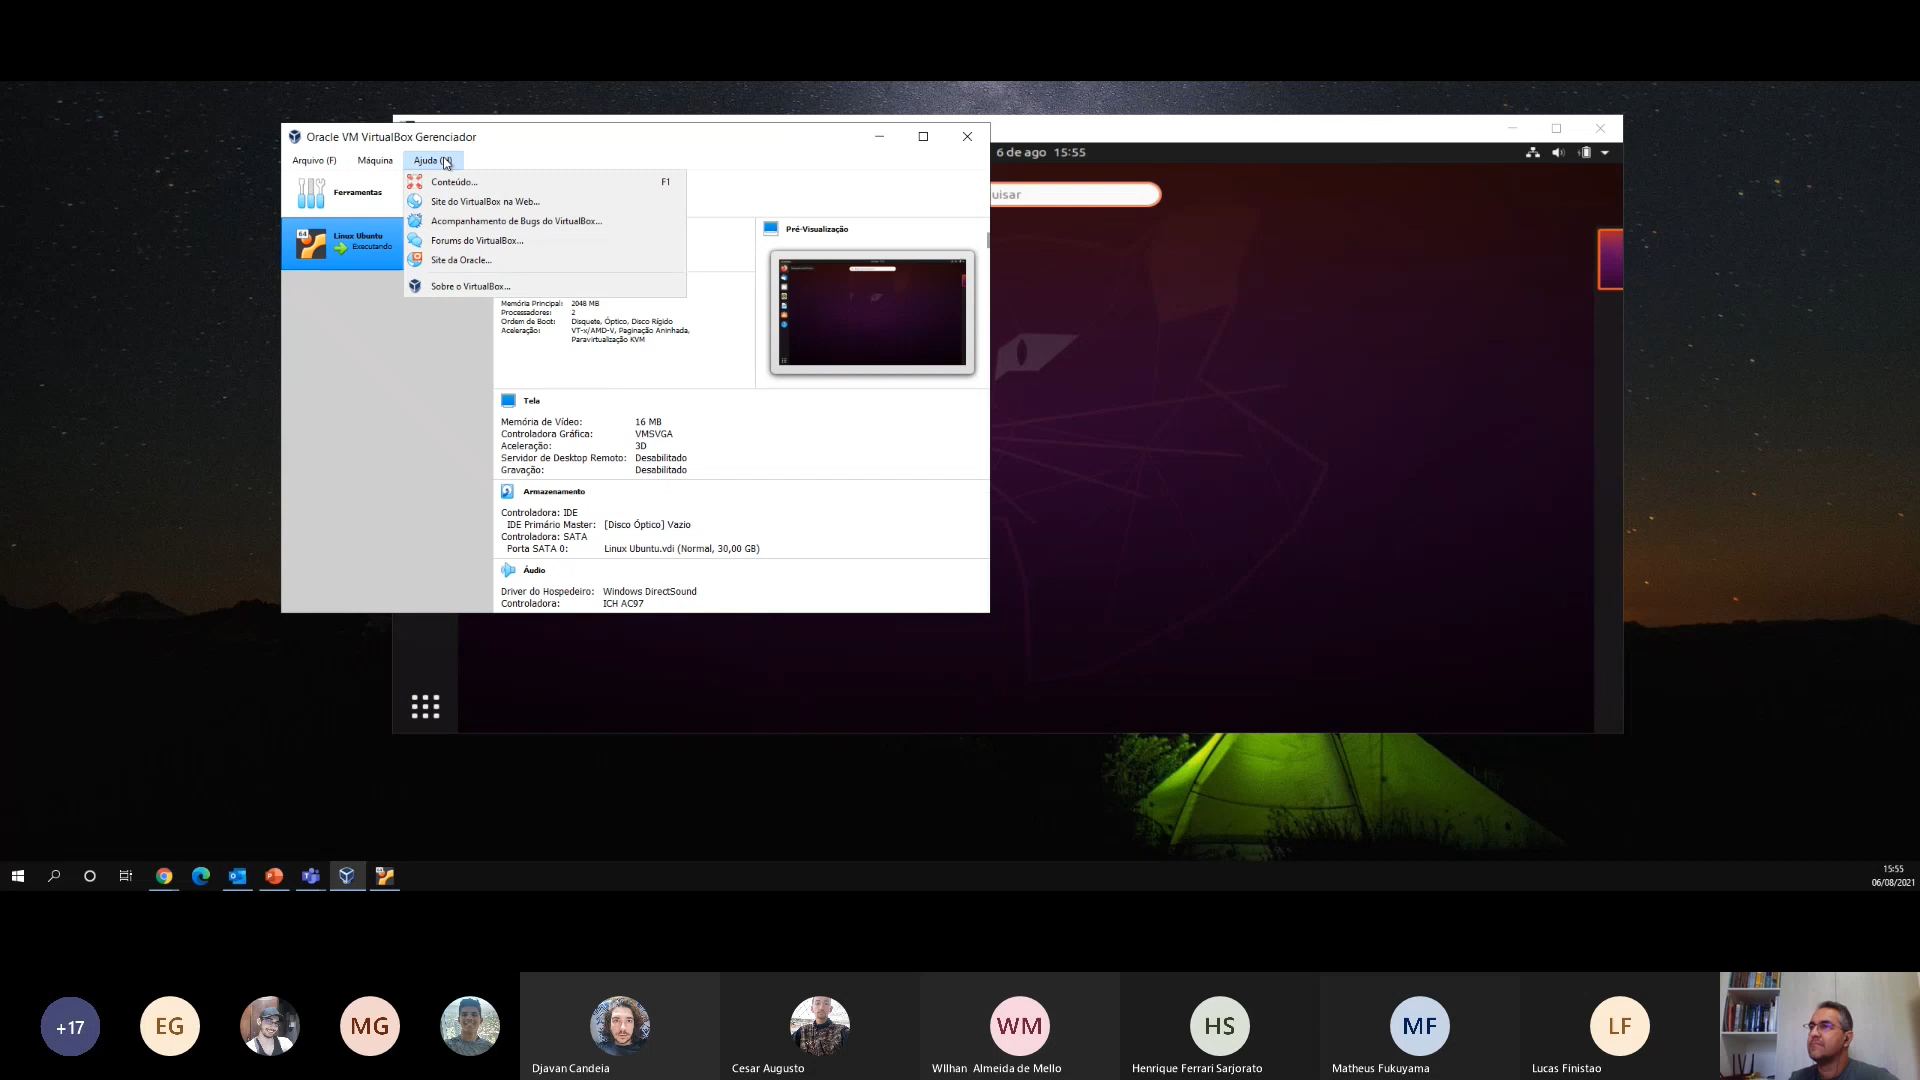 Oracle VM VirtualBox Gerenciador
Arquivo (F) Máquina Ajuda
6 de ago 15:55
Ferramentas
Conteúdo... F1
Site do VirtualBox na Web...
Acompanhamento de Bugs do VirtualBox...
Forums do VirtualBox...
Site da Oracle...
Sobre o VirtualBox...
uisar
64
Linux Ubuntu
Executando
Pré-Visualização
Memória Principal: 2048 MB
Processadores: 2
Ordem de Boot: Disquete, Óptico, Disco Rígido
Aceleração: VT-x/AMD-V, Paginação Aninhada,
Paravirtualização KVM
Tela
Memória de Vídeo: 16 MB
Controladora Gráfica: VMSVGA
Aceleração: 3D
Servidor de Desktop Remoto: Desabilitado
Gravação: Desabilitado
Armazenamento
Controladora: IDE
IDE Primário Master: [Disco Óptico] Vazio
Controladora: SATA
Porta SATA 0: Linux Ubuntu.vdi (Normal, 30,00 GB)
Áudio
Driver do Hospedeiro: Windows DirectSound
Controladora: ICH AC97
15:55
06/08/2021
+17
EG
MG
WM
HS
MF
LF
Djavan Candeia
Cesar Augusto
WIlhan Almeida de Mello
Henrique Ferrari Sarjorato
Matheus Fukuyama
Lucas Finistao